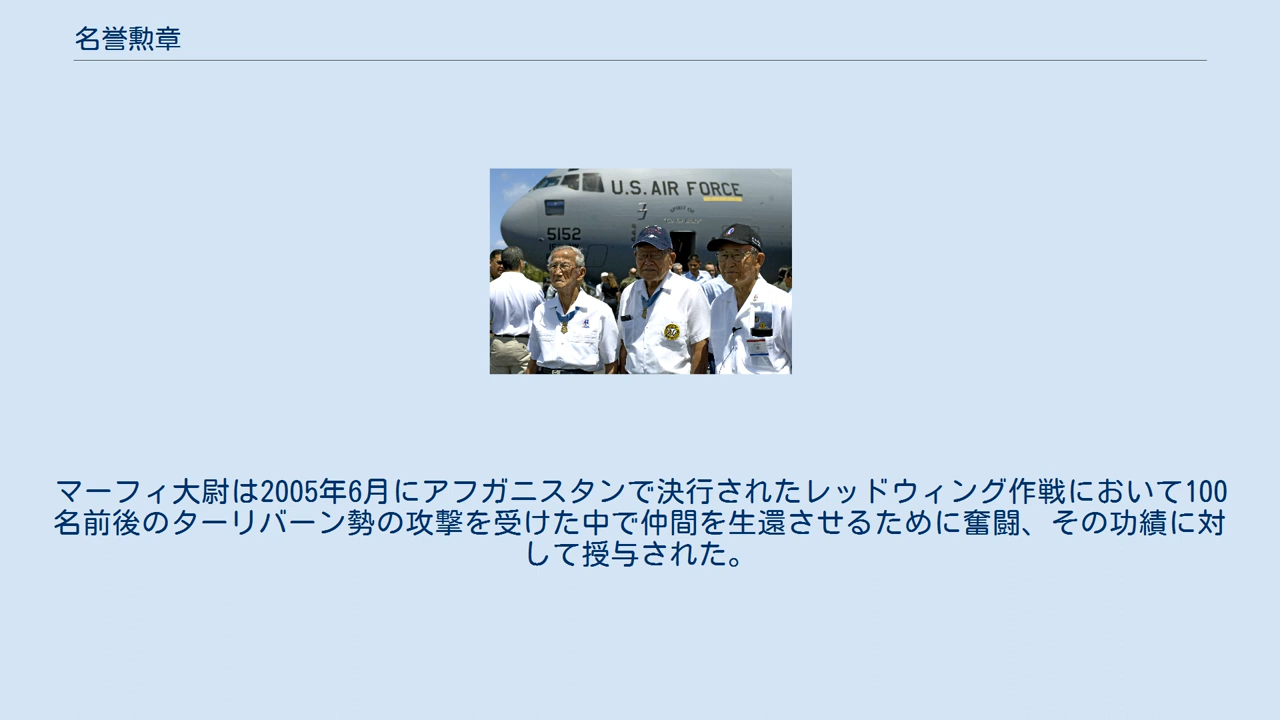 名誉勲章
U.S. AIR FORCE
5152
マーフィ大尉は2005年6月にアフガニスタンで決行されたレッドウィング作戦において100
名前後のターリバーン勢の攻撃を受けた中で仲間を生還させるために奮闘、その功績に対
して授与された。